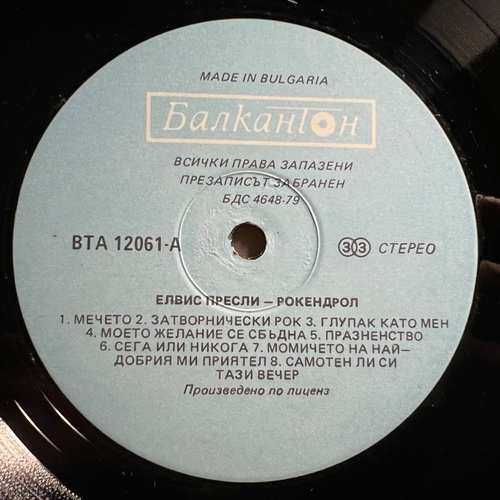 MADE IN BULGARIA
Балкантон
ВСИЧКИ ПРАВА ЗАПАЗЕНИ
ПРЕЗАПИСЪТ ЗАБРАНЕН
БДС 4648-79
ВТА 12061-А
33 СТЕРЕО
ЕЛВИС ПРЕСЛИ — РОКЕНДРОЛ
1. МЕЧЕТО 2. ЗАТВОРНИЧЕСКИ РОК 3. ГЛУПАК КАТО МЕН
4. МОЕТО ЖЕЛАНИЕ СЕ СБЪДНА 5. ПРАЗНЕНСТВО
6. СЕГА ИЛИ НИКОГА 7. МОМИЧЕТО НА НАЙ-
ДОБРИЯ МИ ПРИЯТЕЛ 8. САМОТЕН ЛИ СИ
ТАЗИ ВЕЧЕР
Произведено по лиценз